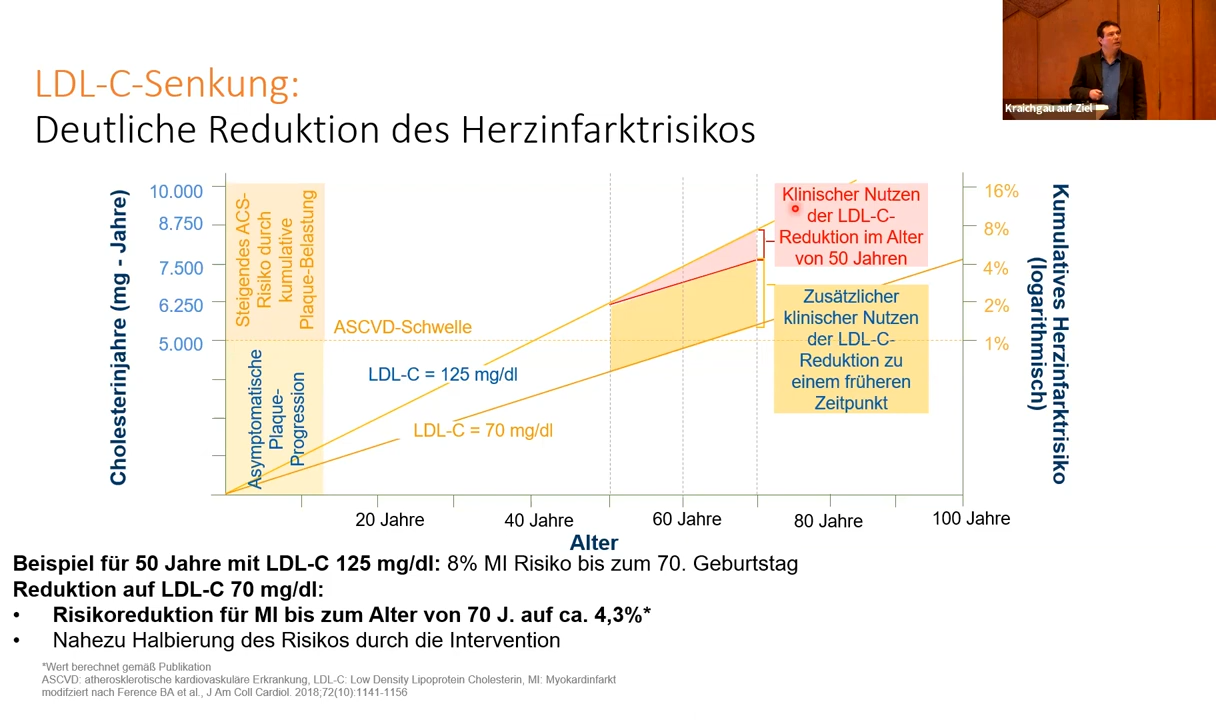 Kraichgau auf Ziel
LDL-C-Senkung:
Deutliche Reduktion des Herzinfarktrisikos
Cholesterinjahre (mg - Jahre)
10.000
8.750
7.500
6.250
5.000
Steigendes ACS-
Risiko durch
kumulative
Plaque-Belastung
Asymptomatische
Plaque-
Progression
ASCVD-Schwelle
LDL-C = 125 mg/dl
LDL-C = 70 mg/dl
Klinischer Nutzen
der LDL-C-
Reduktion im Alter
von 50 Jahren
Zusätzlicher
klinischer Nutzen
der LDL-C-
Reduktion zu
einem früheren
Zeitpunkt
16%
8%
4%
2%
1%
Kumulatives Herzinfarktrisiko
(logarithmisch)
20 Jahre
40 Jahre
60 Jahre
80 Jahre
100 Jahre
Alter
Beispiel für 50 Jahre mit LDL-C 125 mg/dl: 8% MI Risiko bis zum 70. Geburtstag
Reduktion auf LDL-C 70 mg/dl:
• Risikoreduktion für MI bis zum Alter von 70 J. auf ca. 4,3%*
• Nahezu Halbierung des Risikos durch die Intervention
*Wert berechnet gemäß Publikation
ASCVD: atherosklerotische kardiovaskuläre Erkrankung, LDL-C: Low Density Lipoprotein Cholesterin, MI: Myokardinfarkt
modifziert nach Ference BA et al., J Am Coll Cardiol. 2018;72(10):1141-1156